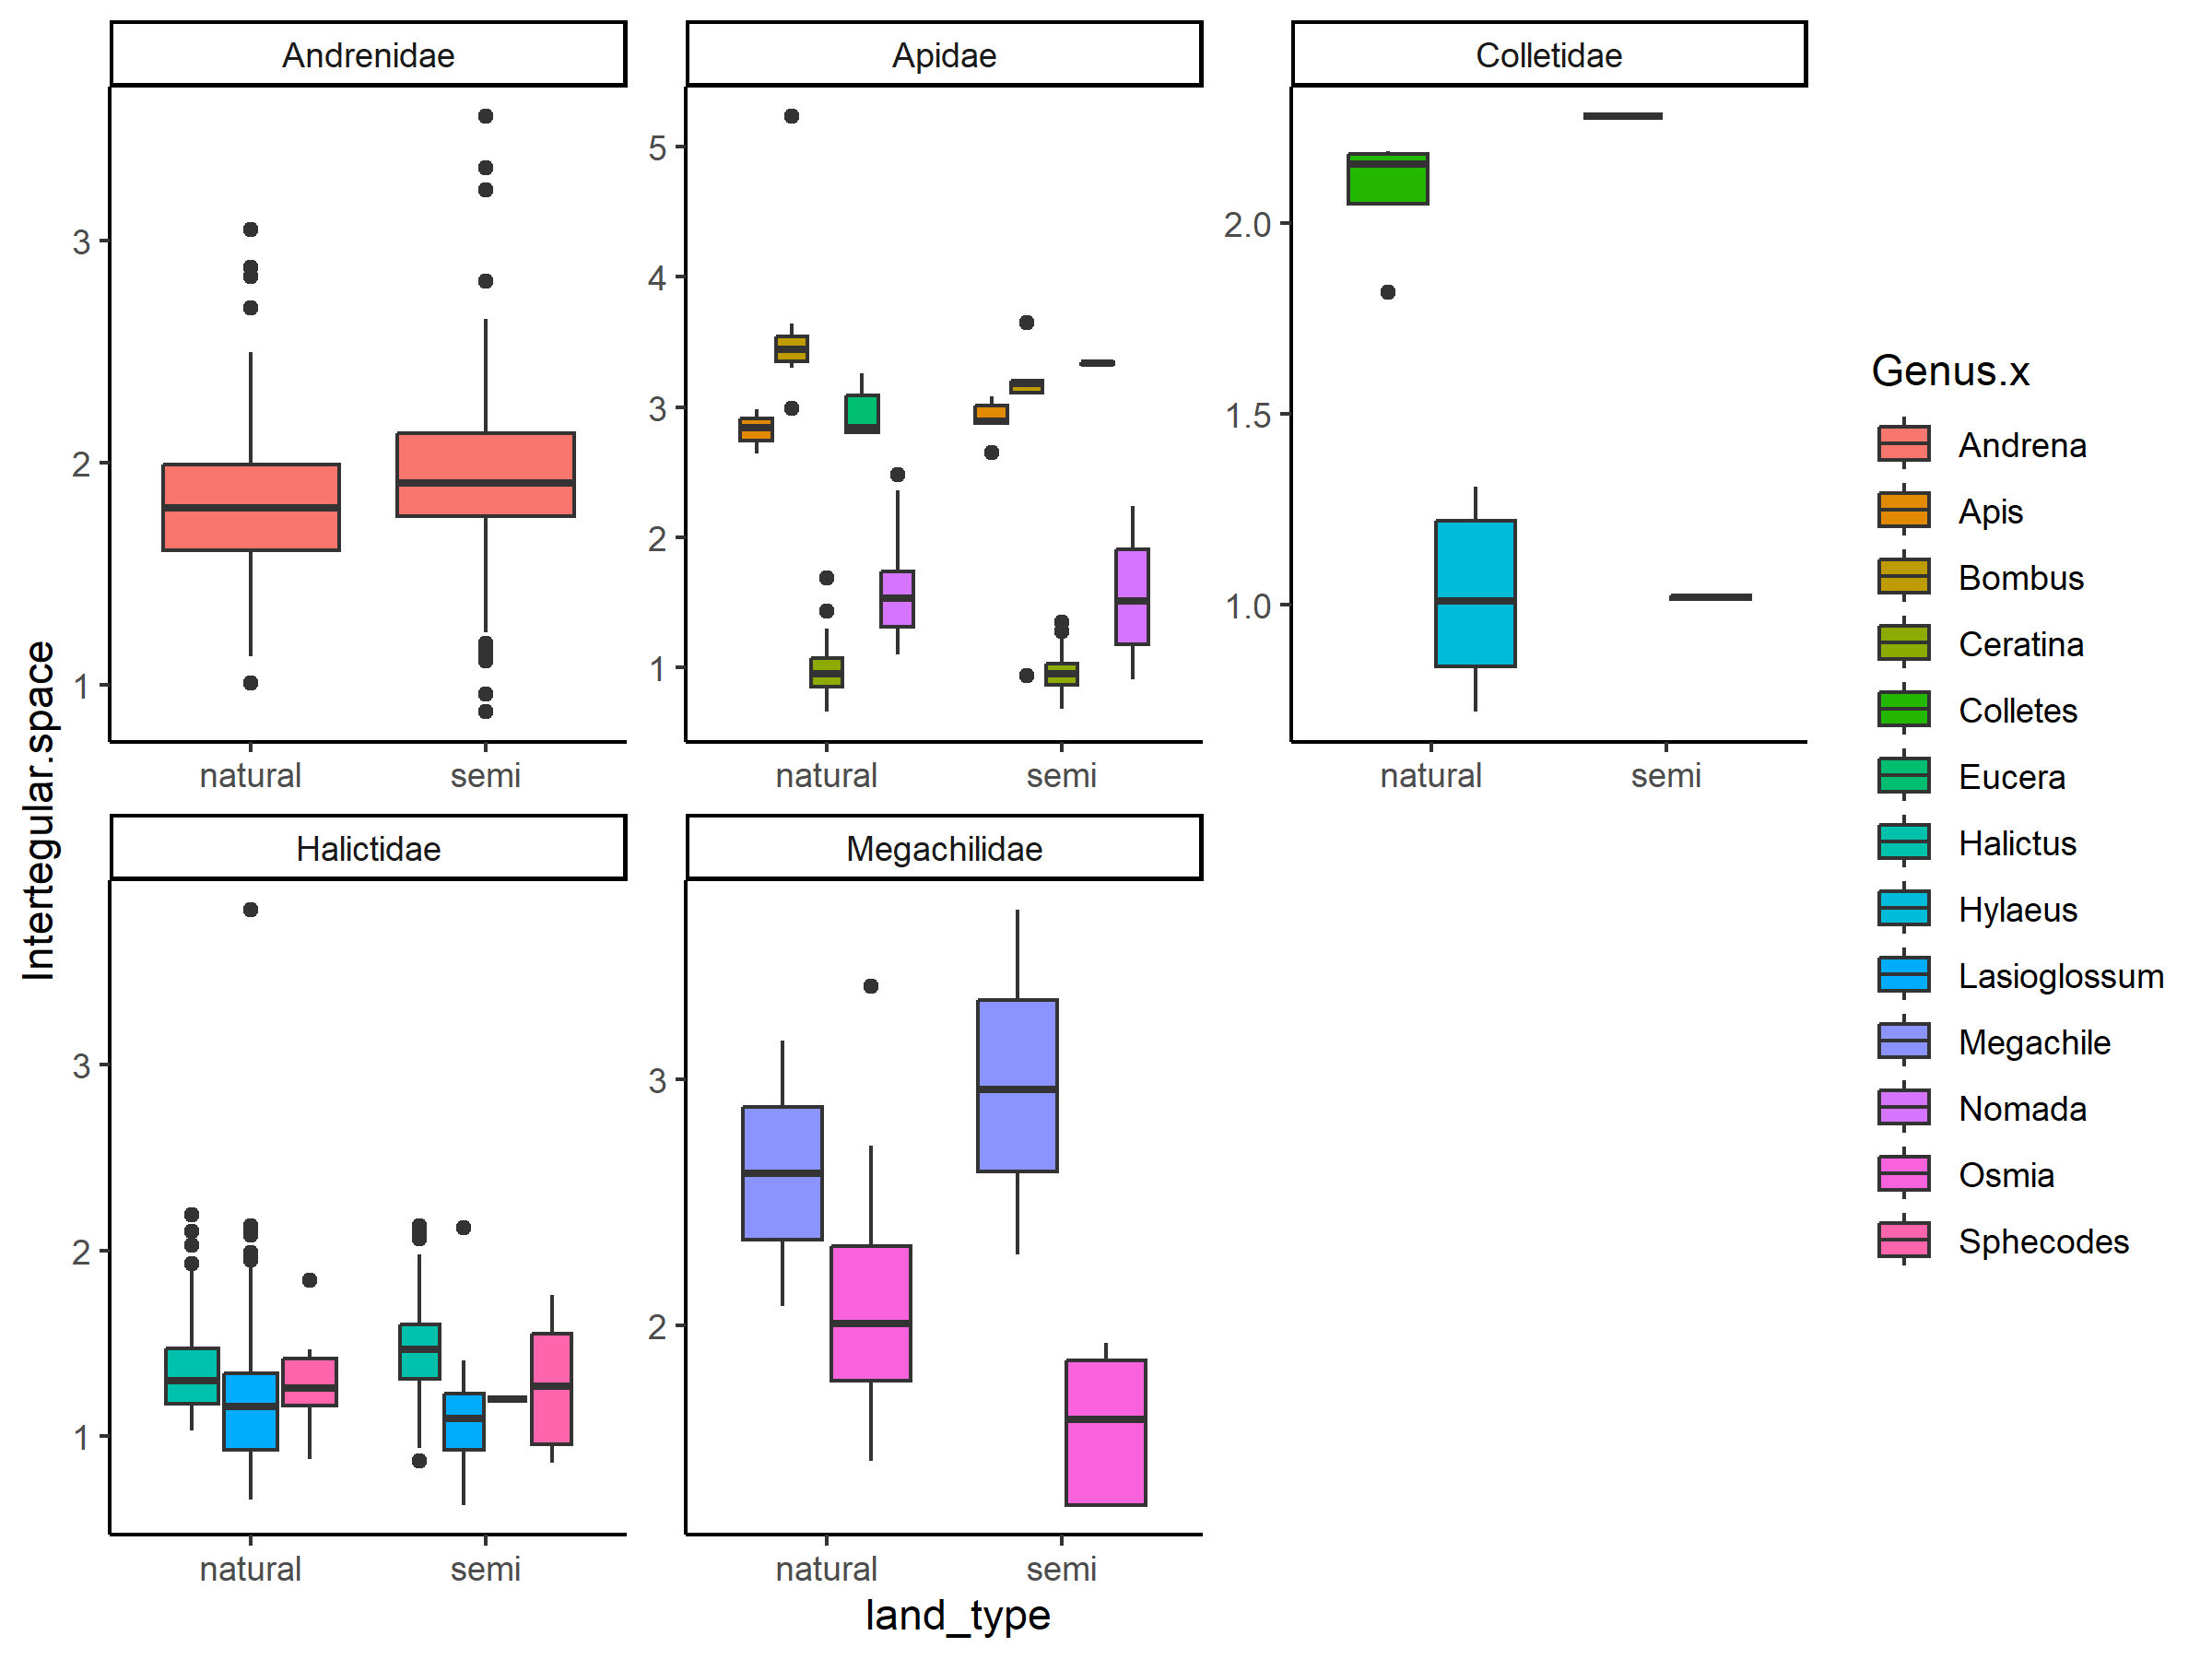 Andrenidae
Apidae
Colletidae
3
2
1
5
4
3
2
1
2.0
1.5
1.0
natural semi
natural semi
natural semi
Halictidae
Megachilidae
3
2
1
3
2
natural semi
natural semi
Intertegular.space
land_type
Genus.x
Andrena
Apis
Bombus
Ceratina
Colletes
Eucera
Halictus
Hylaeus
Lasioglossum
Megachile
Nomada
Osmia
Sphecodes